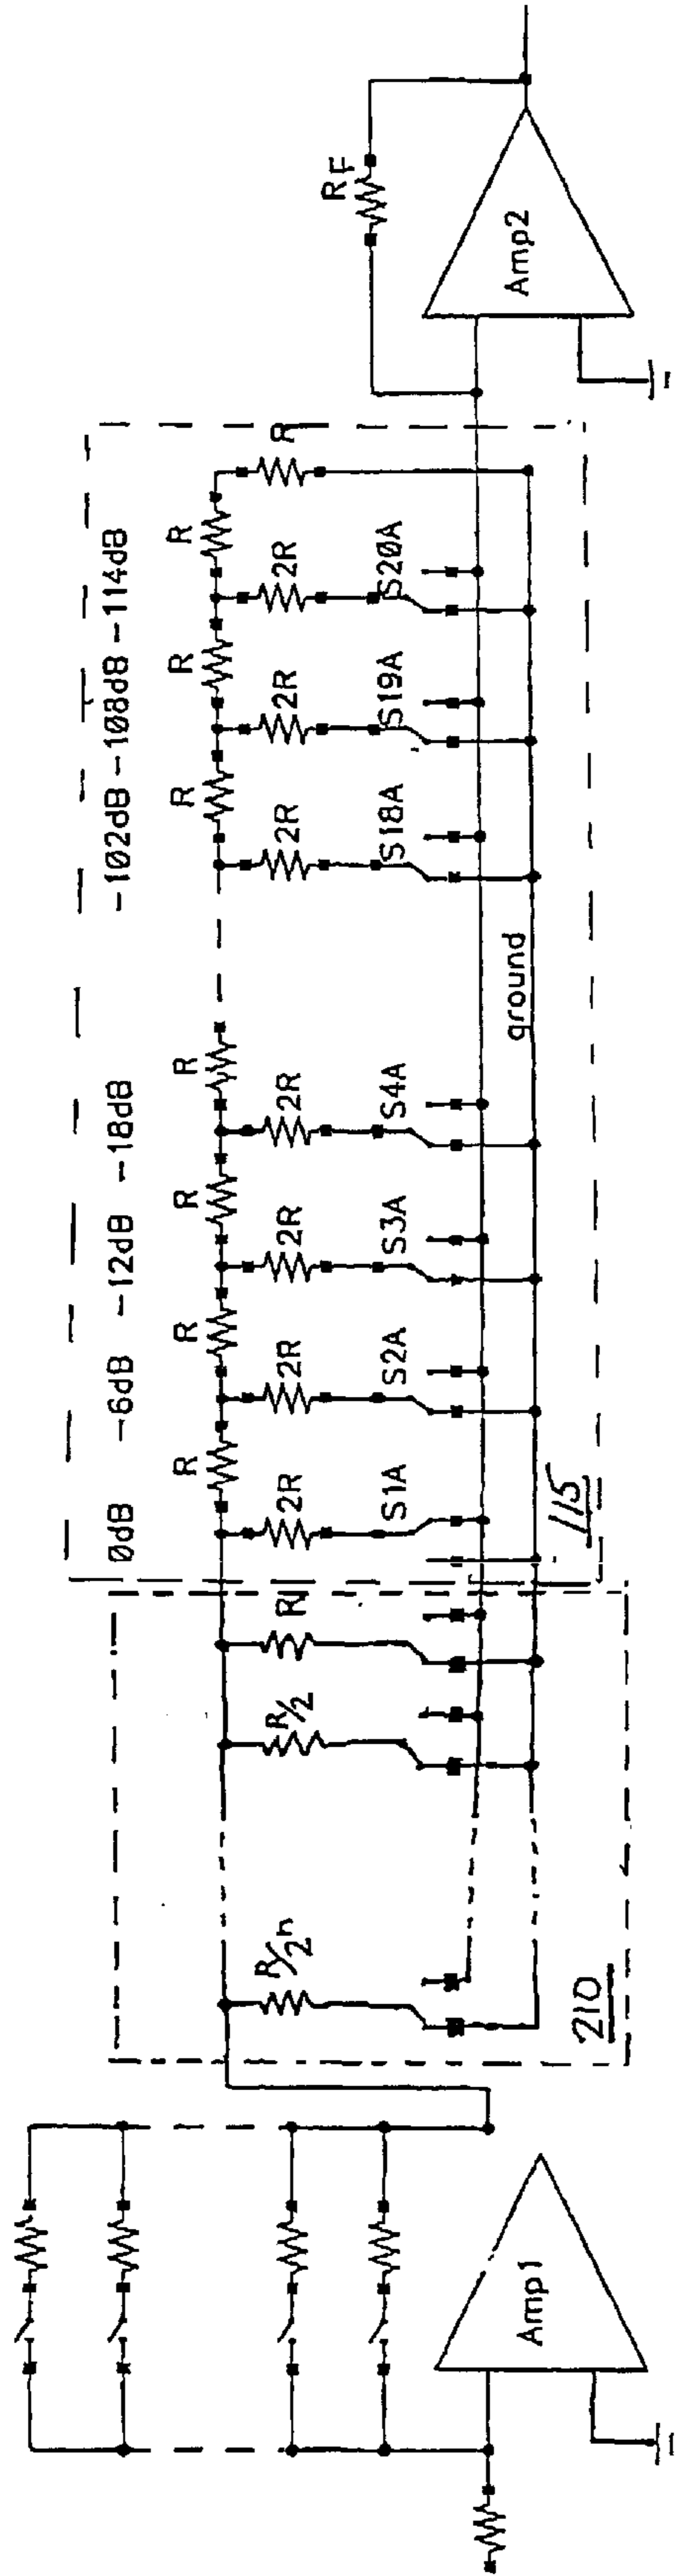 0dB -6dB -12dB -18dB -102dB -108dB -114dB
R R R R R R R
R/2ⁿ R/2 R 2R 2R 2R 2R 2R 2R 2R R
S1A S2A S3A S4A S18A S19A S20A
ground
210
115
Amp1
RF
Amp2